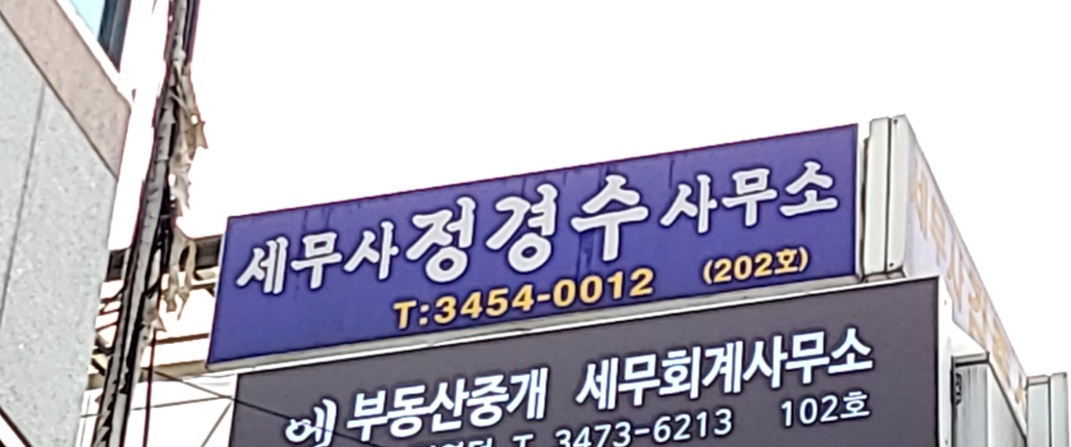 세무사정경수사무소
T:3454-0012 (202호)
에 부동산중개 세무회계사무소
T. 3473-6213 102호